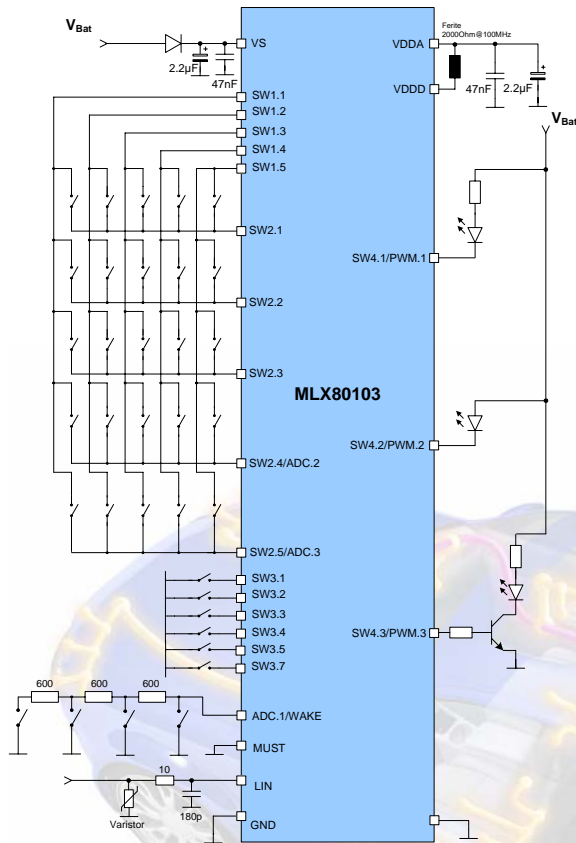 VBat
VS
2.2µF
47nF
SW1.1
SW1.2
SW1.3
SW1.4
SW1.5
SW2.1
SW2.2
SW2.3
SW2.4/ADC.2
SW2.5/ADC.3
SW3.1
SW3.2
SW3.3
SW3.4
SW3.5
SW3.7
600
600
600
ADC.1/WAKE
MUST
10
LIN
180p
Varistor
GND
MLX80103
VDDA
VDDD
Ferite
2000Ohm@100MHz
47nF
2.2µF
VBat
SW4.1/PWM.1
SW4.2/PWM.2
SW4.3/PWM.3
+
+